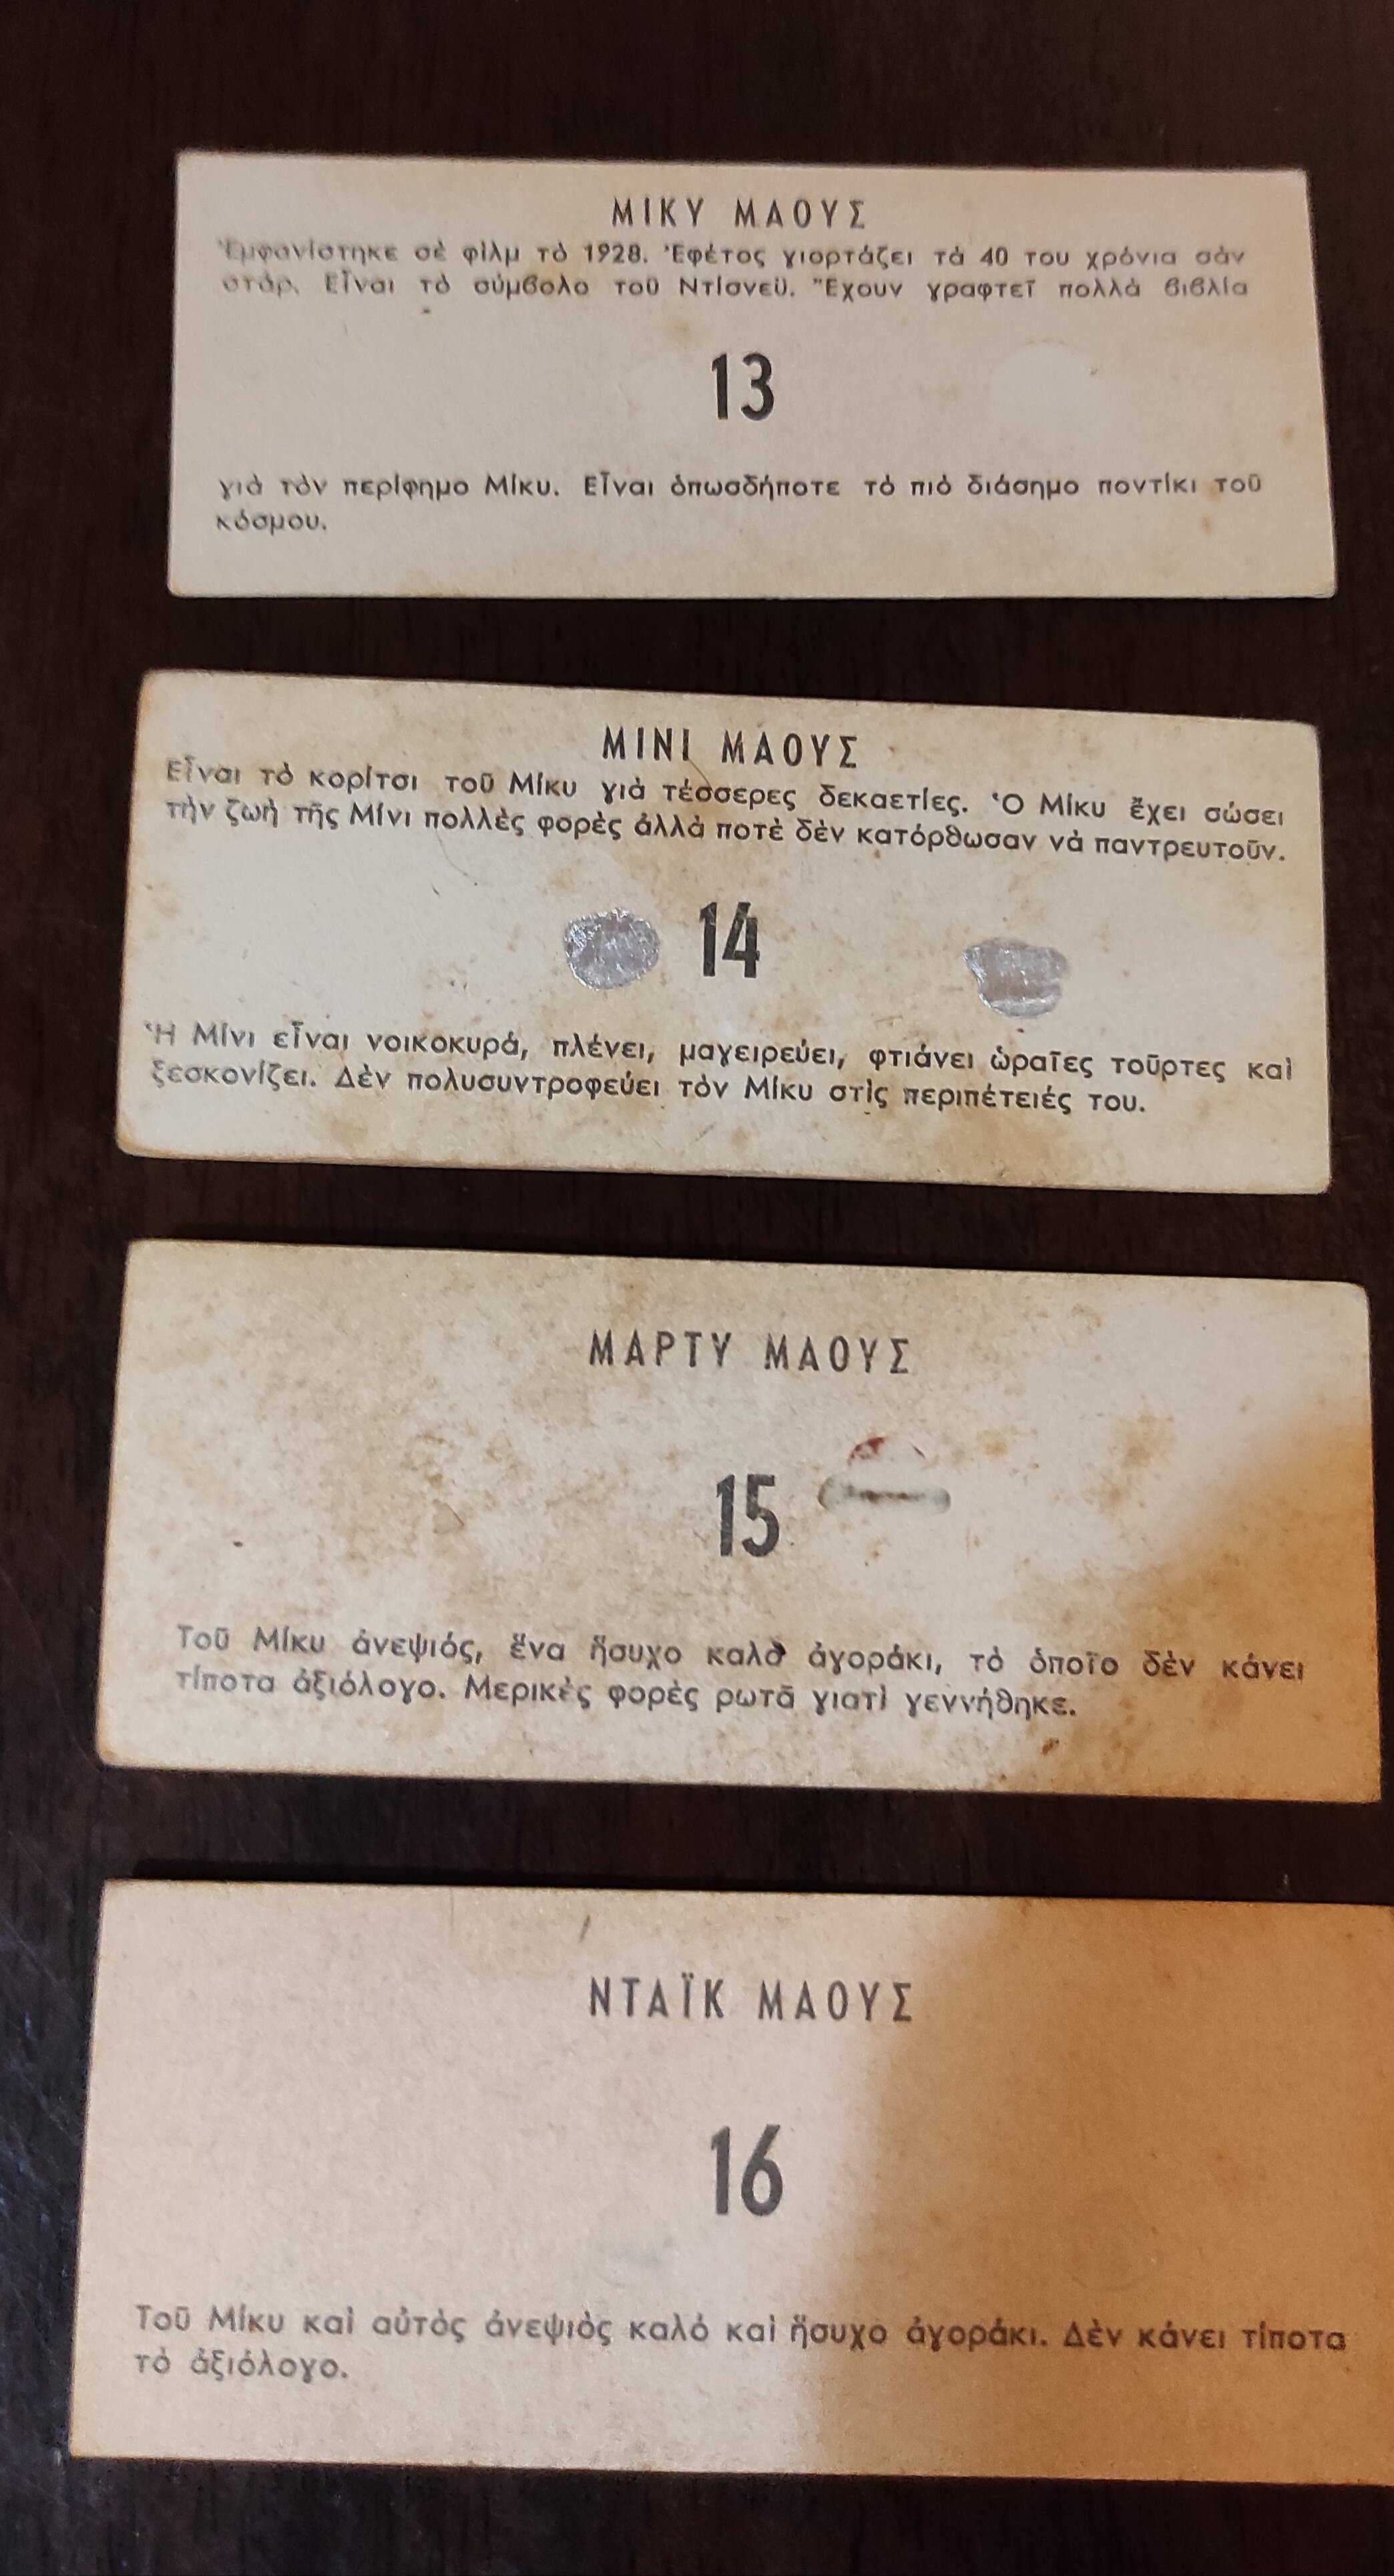 ΜΙΚΥ ΜΑΟΥΣ
Ἐμφανίστηκε σὲ φὶλμ τὸ 1928. Ἐφέτος γιορτάζει τὰ 40 του χρόνια σὰν
στὰρ. Εἶναι τὸ σύμβολο τοῦ Ντίσνεϋ. Ἔχουν γραφτεῖ πολλὰ βιβλία
13
γιὰ τὸν περίφημο Μίκυ. Εἶναι ὁπωσδήποτε τὸ πιὸ διάσημο ποντίκι τοῦ
κόσμου.
ΜΙΝΙ ΜΑΟΥΣ
Εἶναι τὸ κορίτσι τοῦ Μίκυ γιὰ τέσσερες δεκαετίες. Ὁ Μίκυ ἔχει σώσει
τὴν ζωὴ τῆς Μίνι πολλὲς φορὲς ἀλλὰ ποτὲ δὲν κατόρθωσαν νὰ παντρευτοῦν.
14
Ἡ Μίνι εἶναι νοικοκυρά, πλένει, μαγειρεύει, φτιάνει ὡραῖες τοῦρτες καὶ
ξεσκονίζει. Δὲν πολυσυντροφεύει τὸν Μίκυ στὶς περιπέτειές του.
ΜΑΡΤΥ ΜΑΟΥΣ
15
Τοῦ Μίκυ ἀνεψιός, ἕνα ἥσυχο καλὸ ἀγοράκι, τὸ ὁποῖο δὲν κάνει
τίποτα ἀξιόλογο. Μερικὲς φορὲς ρωτᾶ γιατὶ γεννήθηκε.
ΝΤΑΪΚ ΜΑΟΥΣ
16
Τοῦ Μίκυ καὶ αὐτὸς ἀνεψιὸς καλό καὶ ἥσυχο ἀγοράκι. Δὲν κάνει τίποτα
τὸ ἀξιόλογο.